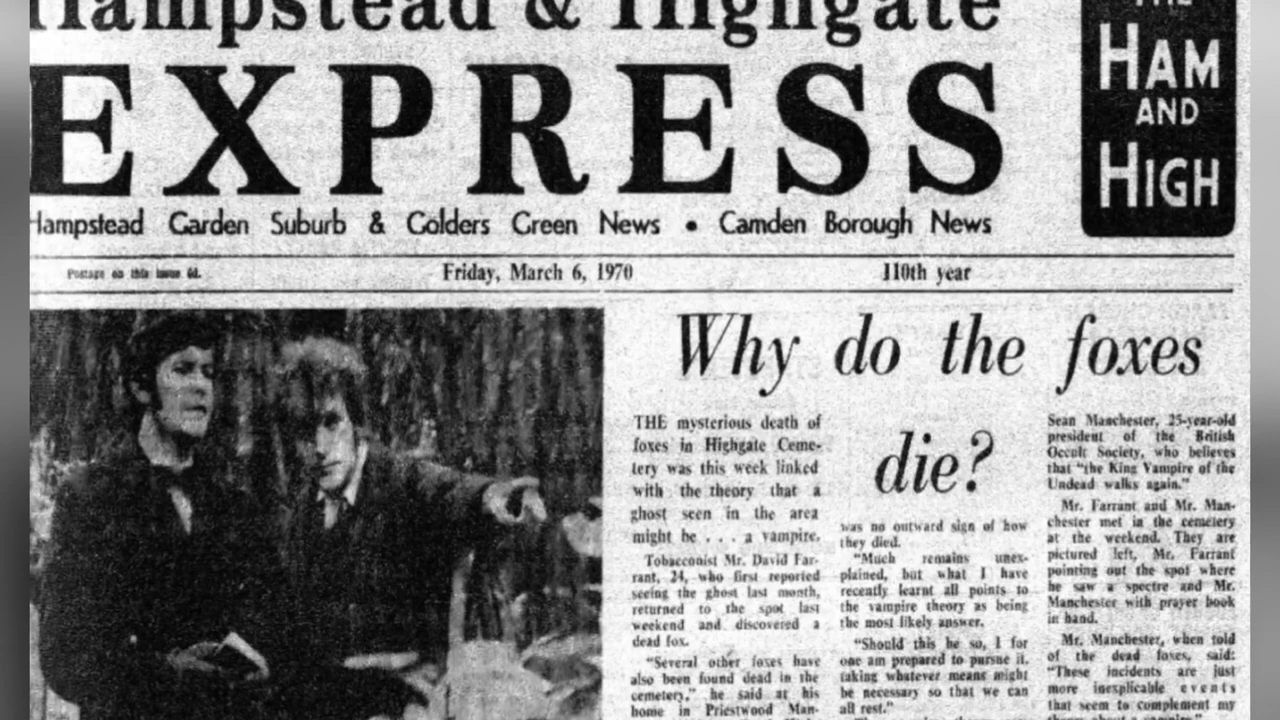 Hampstead & Highgate
EXPRESS
THE
HAM
AND
HIGH
Hampstead Garden Suburb & Golders Green News • Camden Borough News
Postage on this issue 6d.
Friday, March 6, 1970
110th year
Why do the foxes
die?
THE mysterious death of
foxes in Highgate Ceme-
tery was this week linked
with the theory that a
ghost seen in the area
might be . . . a vampire.
Tobacconist Mr. David Far-
rant, 24, who first reported
seeing the ghost last month,
returned to the spot last
weekend and discovered a
dead fox.
"Several other foxes have
also been found dead in the
cemetery," he said at his
home in Priestwood Man-
was no outward sign of how
they died.
"Much remains unex-
plained, but what I have
recently learnt all points to
the vampire theory as being
the most likely answer.
"Should this be so, I for
one am prepared to pursue it,
taking whatever means might
be necessary so that we can
all rest."
Sean Manchester, 25-year-old
president of the British
Occult Society, who believes
that "the King Vampire of the
Undead walks again."
Mr. Farrant and Mr. Man-
chester met in the cemetery
at the weekend. They are
pictured left, Mr. Farrant
pointing out the spot where
he saw a spectre and Mr.
Manchester with prayer book
in hand.
Mr. Manchester, when told
of the dead foxes, said:
"These incidents are just
more inexplicable events
that seem to complement my
theory about a vampire."